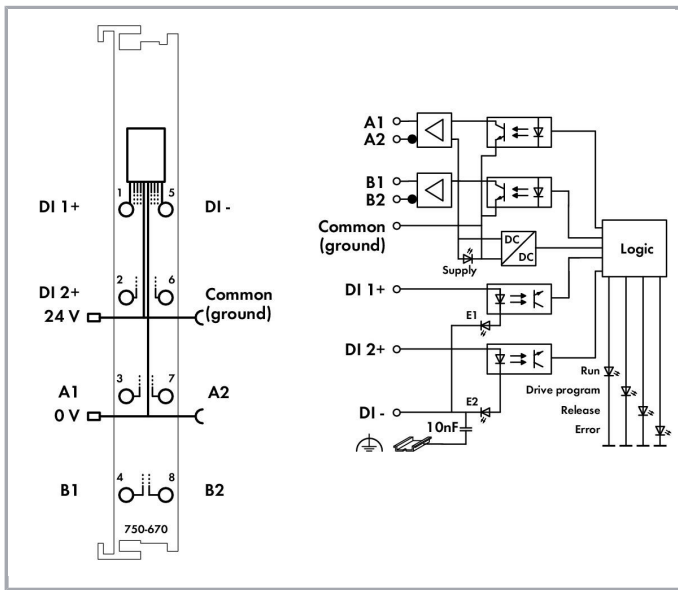 1
5
DI 1+
DI -
2
6
DI 2+
Common
24 V
(ground)
3
7
A1
A2
0 V
4
8
B1
B2
750-670
A1
A2
B1
B2
Common
(ground)
DC
DC
Logic
Supply
DI 1+
E1
DI 2+
Run
Drive program
DI -
E2
Release
10nF
Error